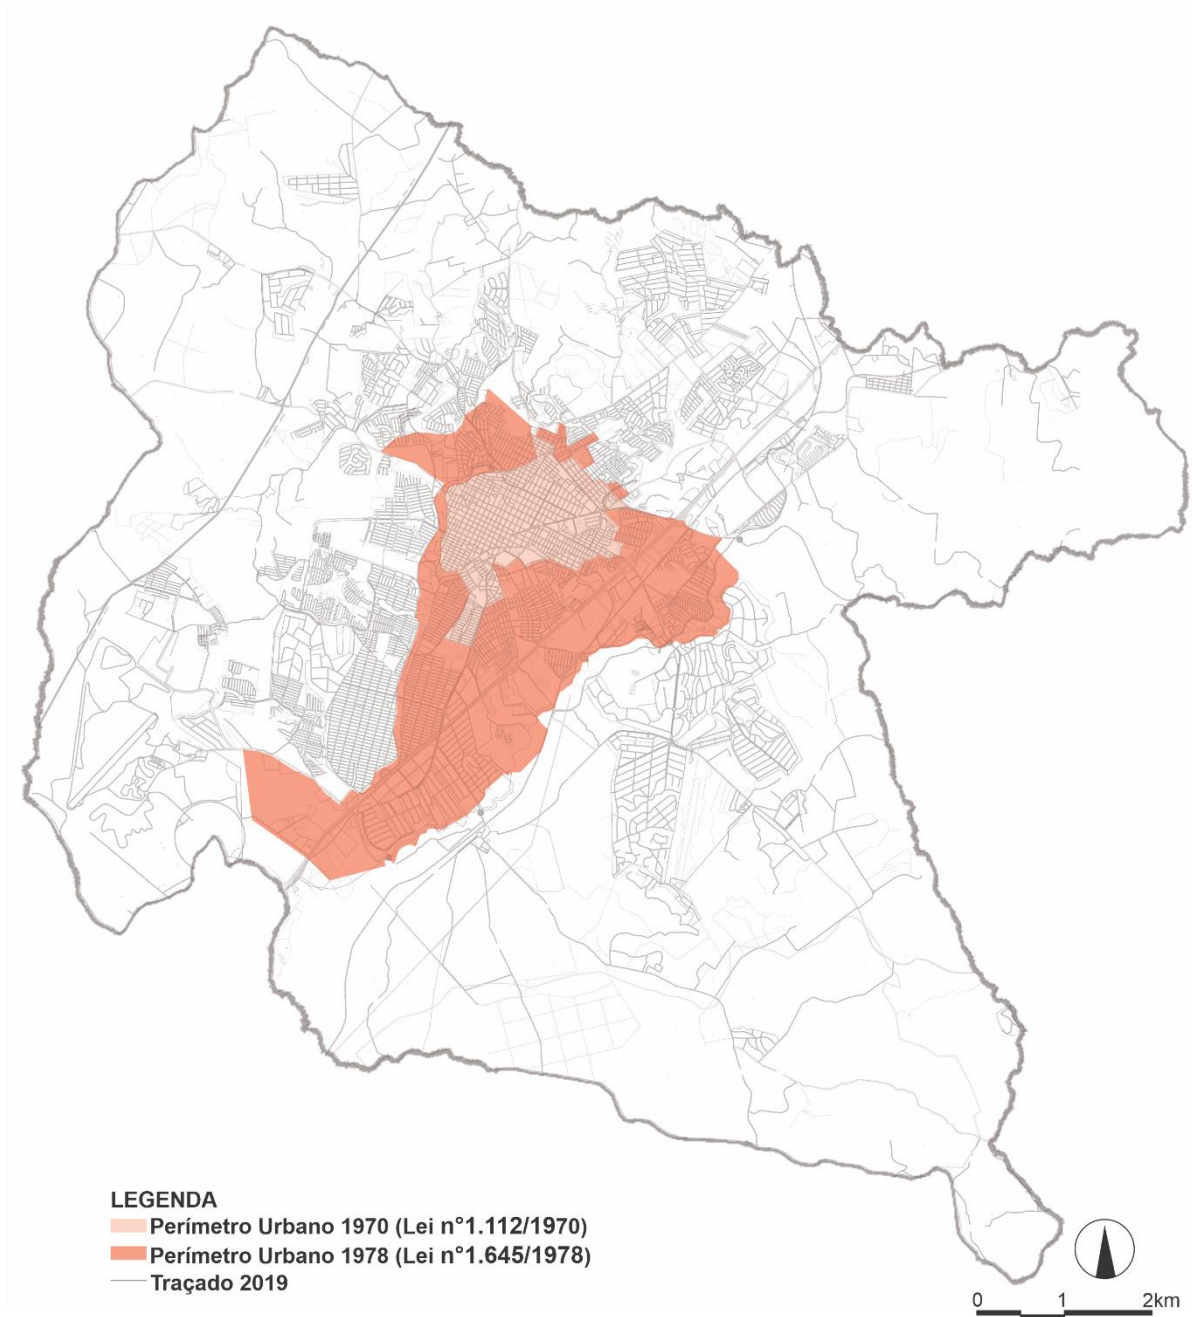 LEGENDA
Perímetro Urbano 1970 (Lei n°1.112/1970)
Perímetro Urbano 1978 (Lei n°1.645/1978)
Traçado 2019
0 1 2km